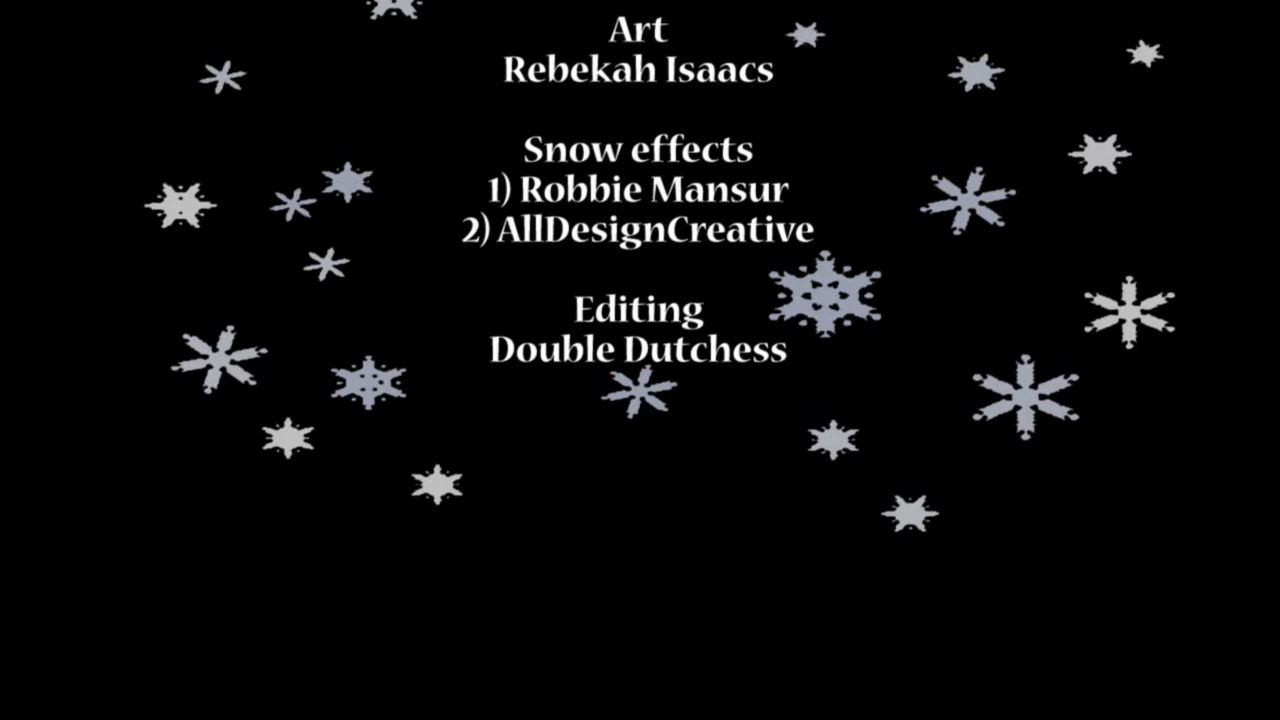 Art
Rebekah Isaacs
Snow effects
1) Robbie Mansur
2) AllDesignCreative
Editing
Double Dutchess